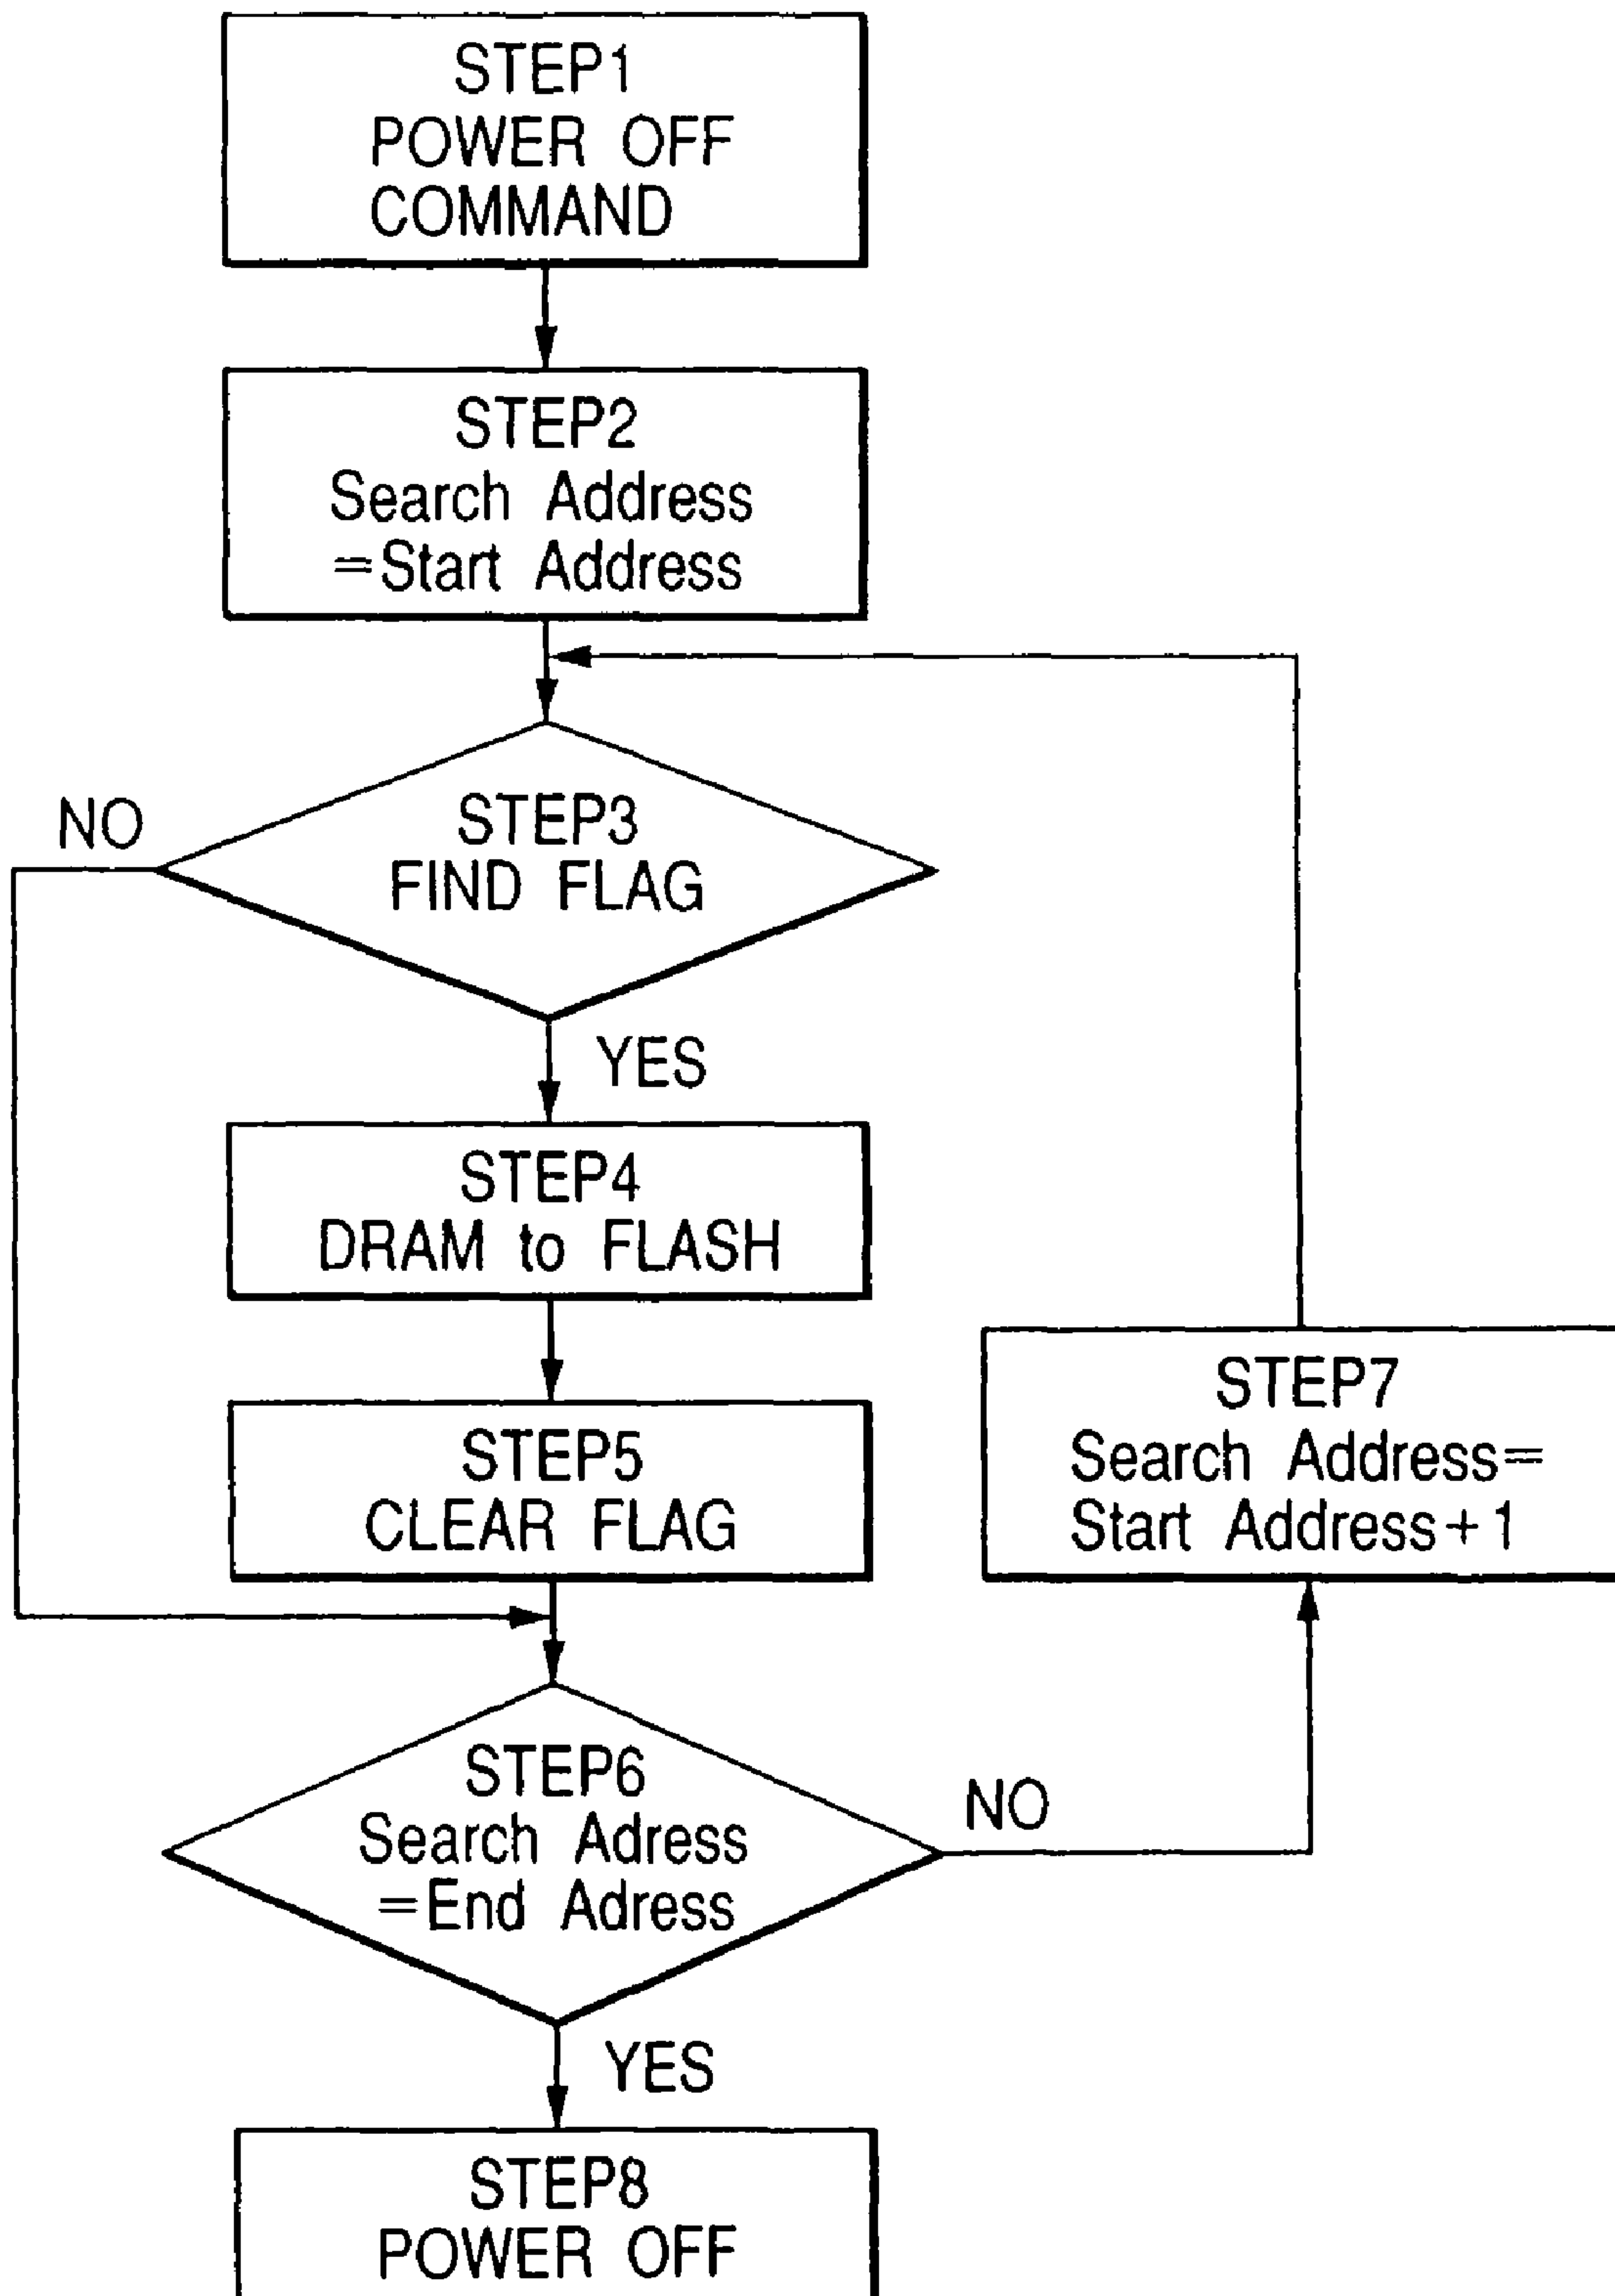 STEP1
POWER OFF
COMMAND
STEP2
Search Address
=Start Address
NO
STEP3
FIND FLAG
YES
STEP4
DRAM to FLASH
STEP5
CLEAR FLAG
STEP7
Search Address=
Start Address+1
STEP6
Search Adress
=End Adress
NO
YES
STEP8
POWER OFF